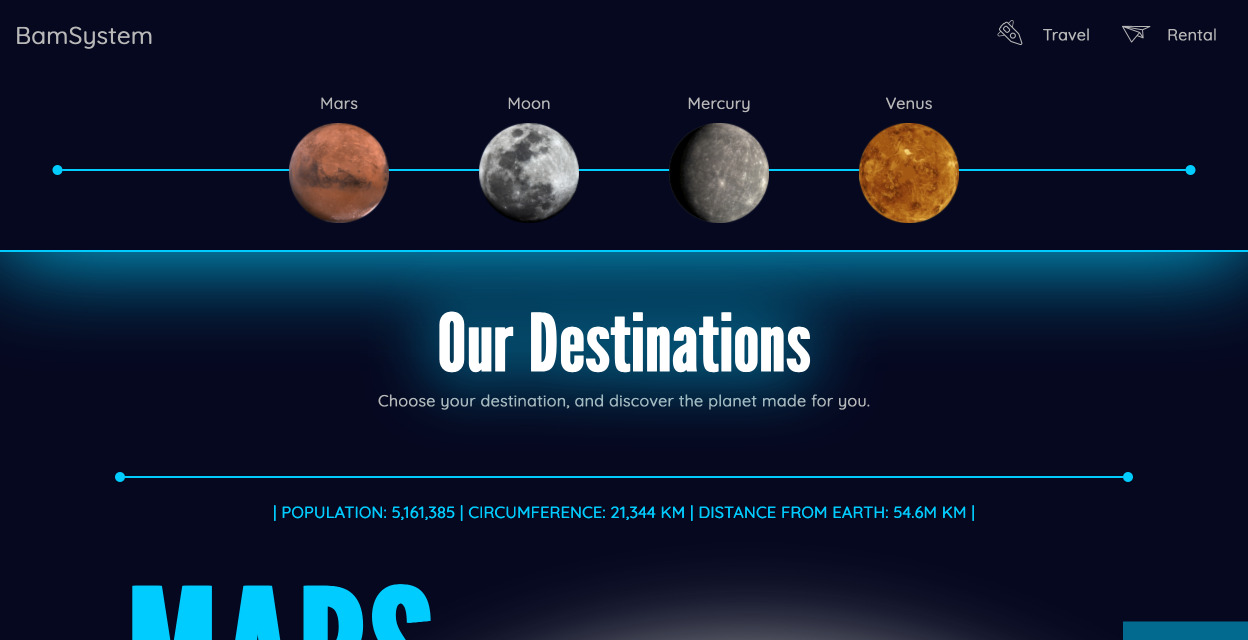 BamSystem
Travel
Rental
Mars
Moon
Mercury
Venus
Our Destinations
Choose your destination, and discover the planet made for you.
| POPULATION: 5,161,385 | CIRCUMFERENCE: 21,344 KM | DISTANCE FROM EARTH: 54.6M KM |
MARS